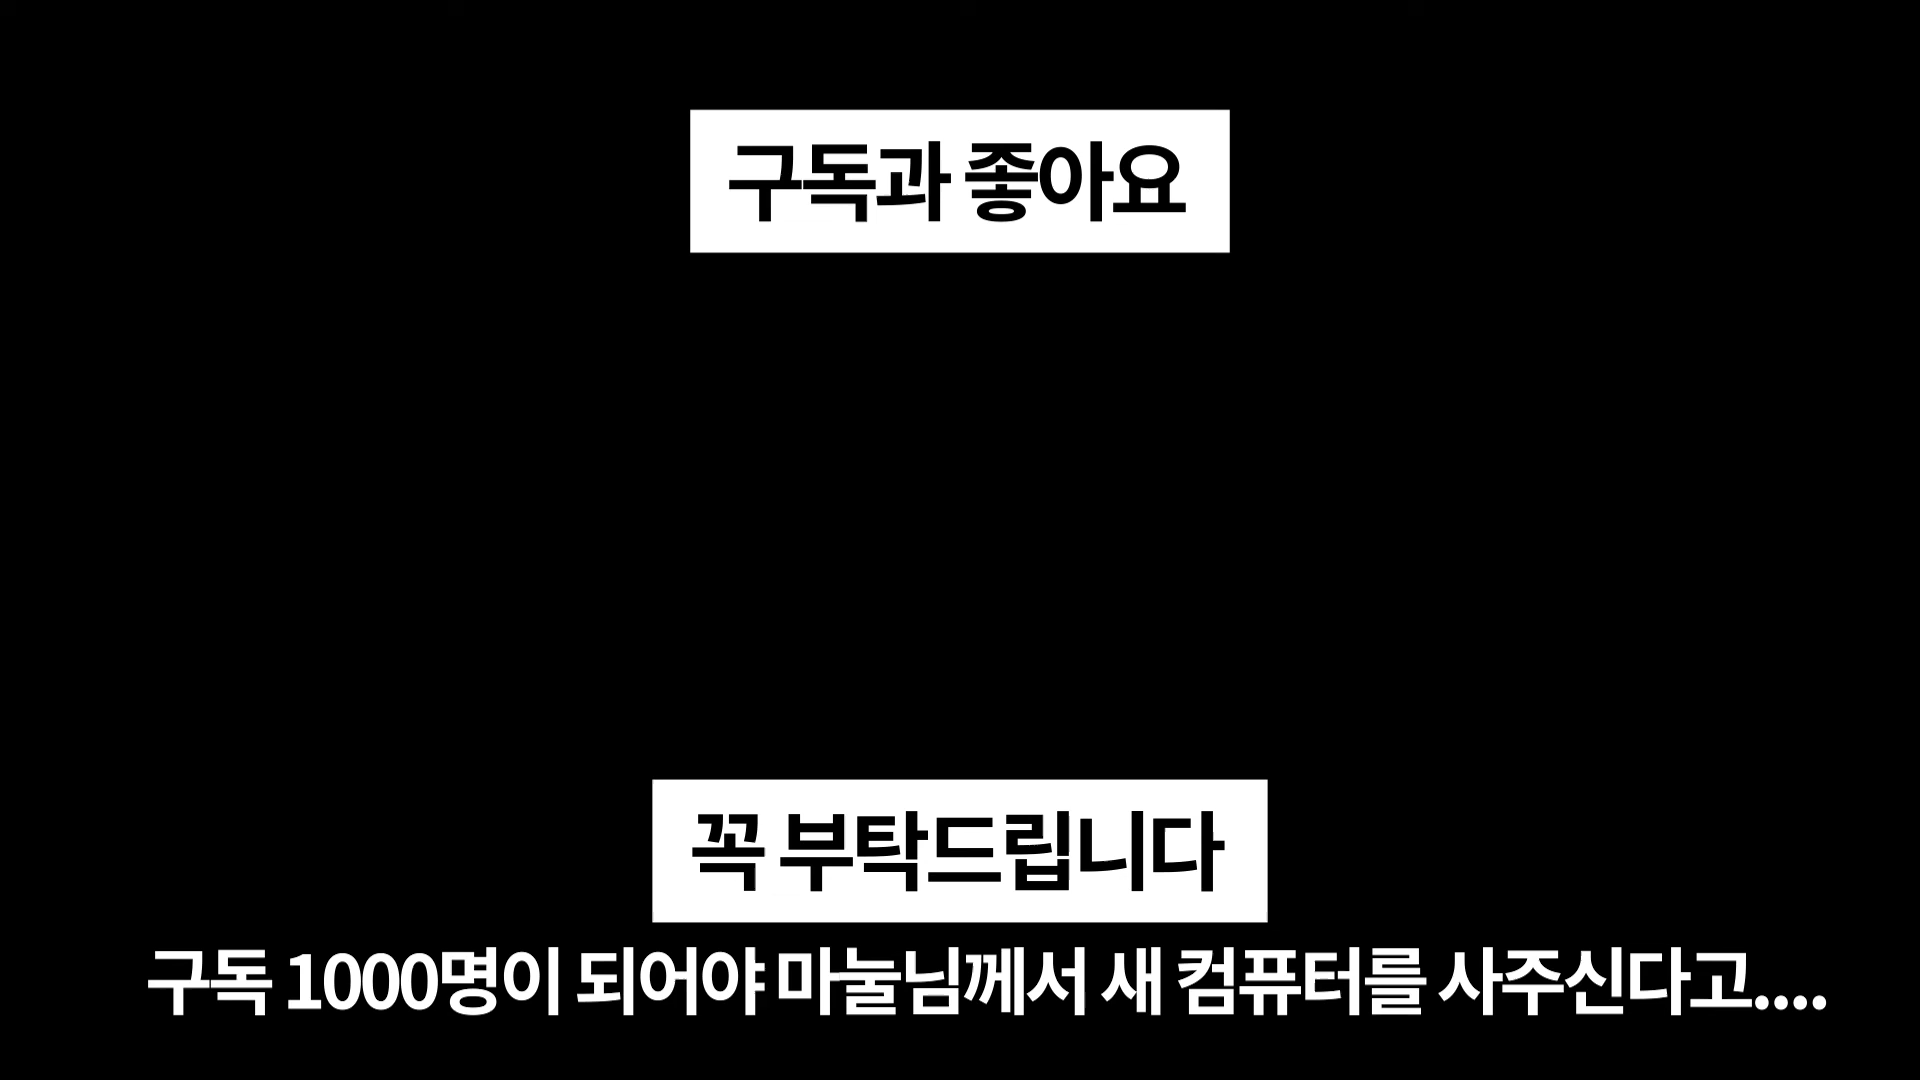 구독과 좋아요
꼭 부탁드립니다
구독 1000명이 되어야 마눌님께서 새 컴퓨터를 사주신다고....